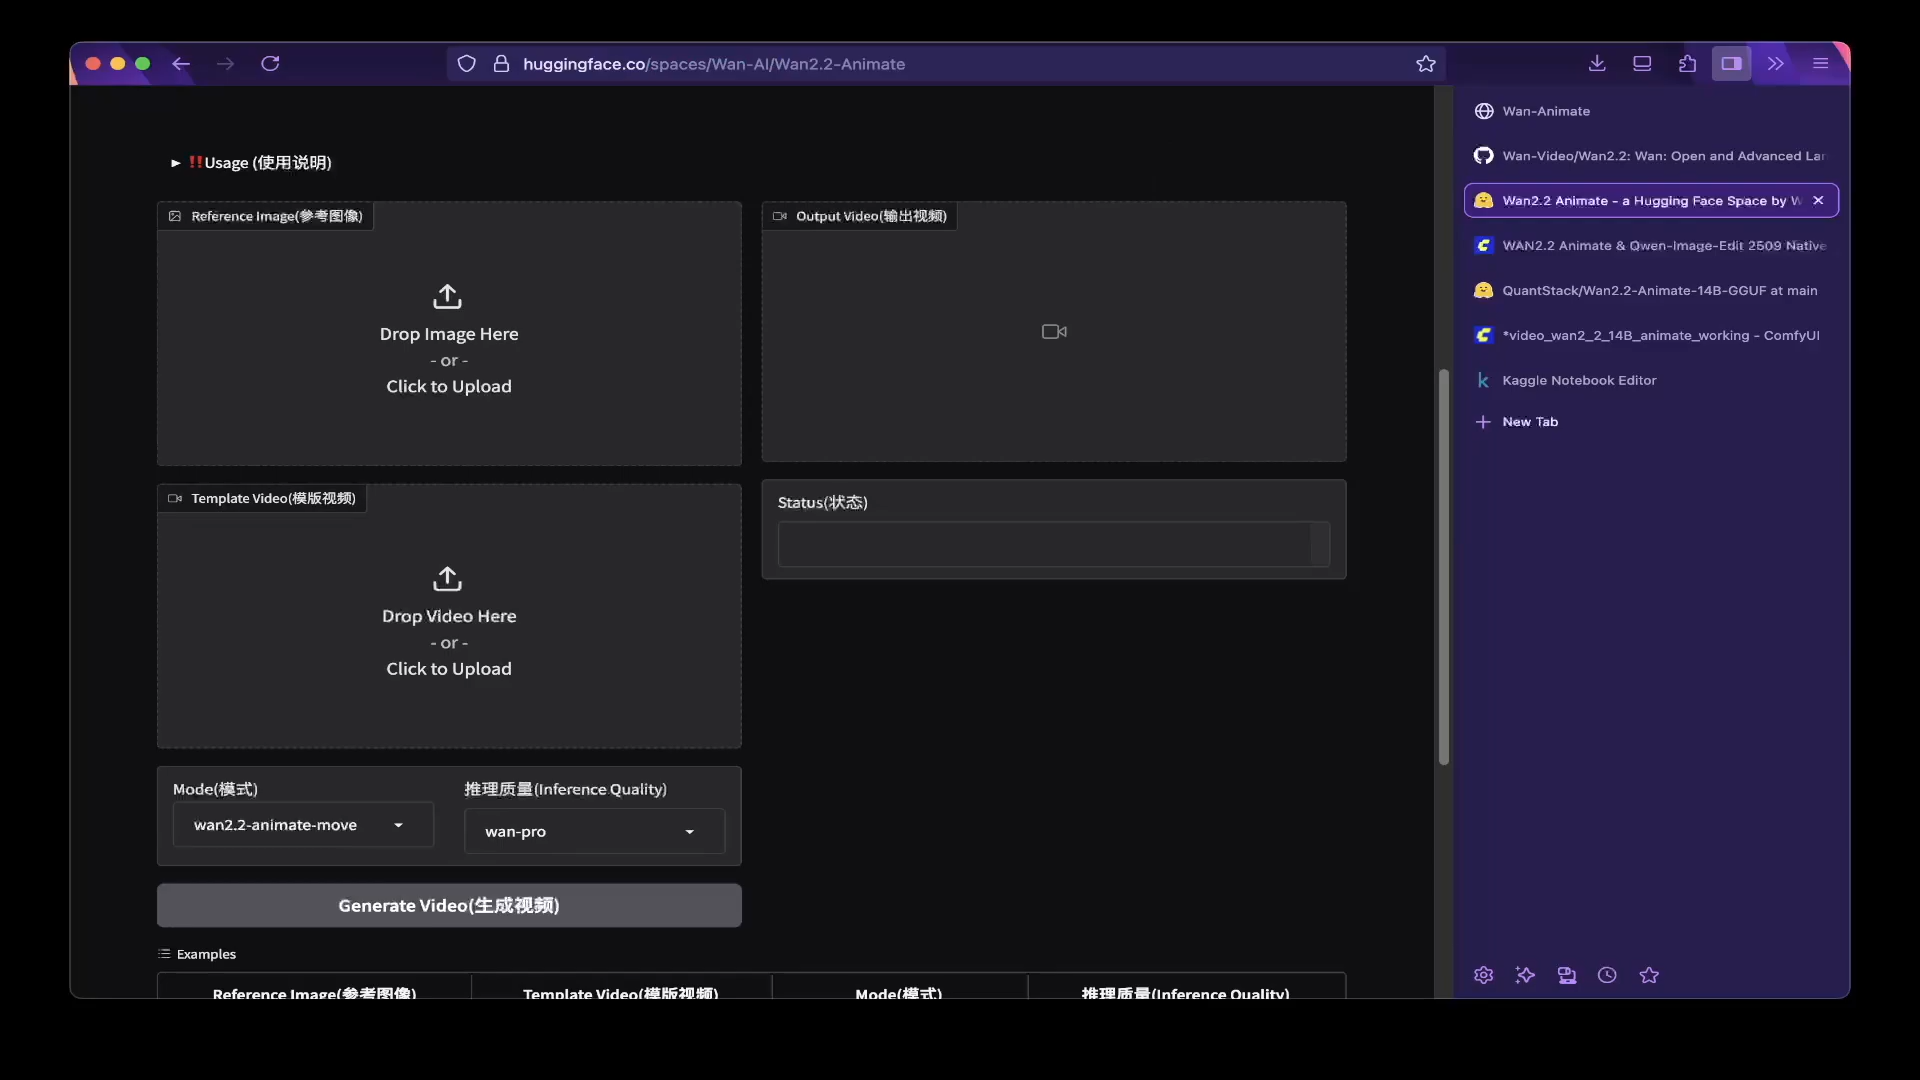 huggingface.co/spaces/Wan-AI/Wan2.2-Animate
‼Usage (使用说明)
Reference Image(参考图像)
Drop Image Here
- or -
Click to Upload
Output Video(输出视频)
Template Video(模版视频)
Drop Video Here
- or -
Click to Upload
Status(状态)
Mode(模式)
wan2.2-animate-move
推理质量(Inference Quality)
wan-pro
Generate Video(生成视频)
Examples
Reference Image(参考图像) Template Video(模版视频) Mode(模式) 推理质量(Inference Quality)
Wan-Animate
Wan-Video/Wan2.2: Wan: Open and Advanced Lar
Wan2.2 Animate - a Hugging Face Space by W
WAN2.2 Animate & Qwen-Image-Edit 2509 Native
QuantStack/Wan2.2-Animate-14B-GGUF at main
*video_wan2_2_14B_animate_working - ComfyUI
Kaggle Notebook Editor
New Tab